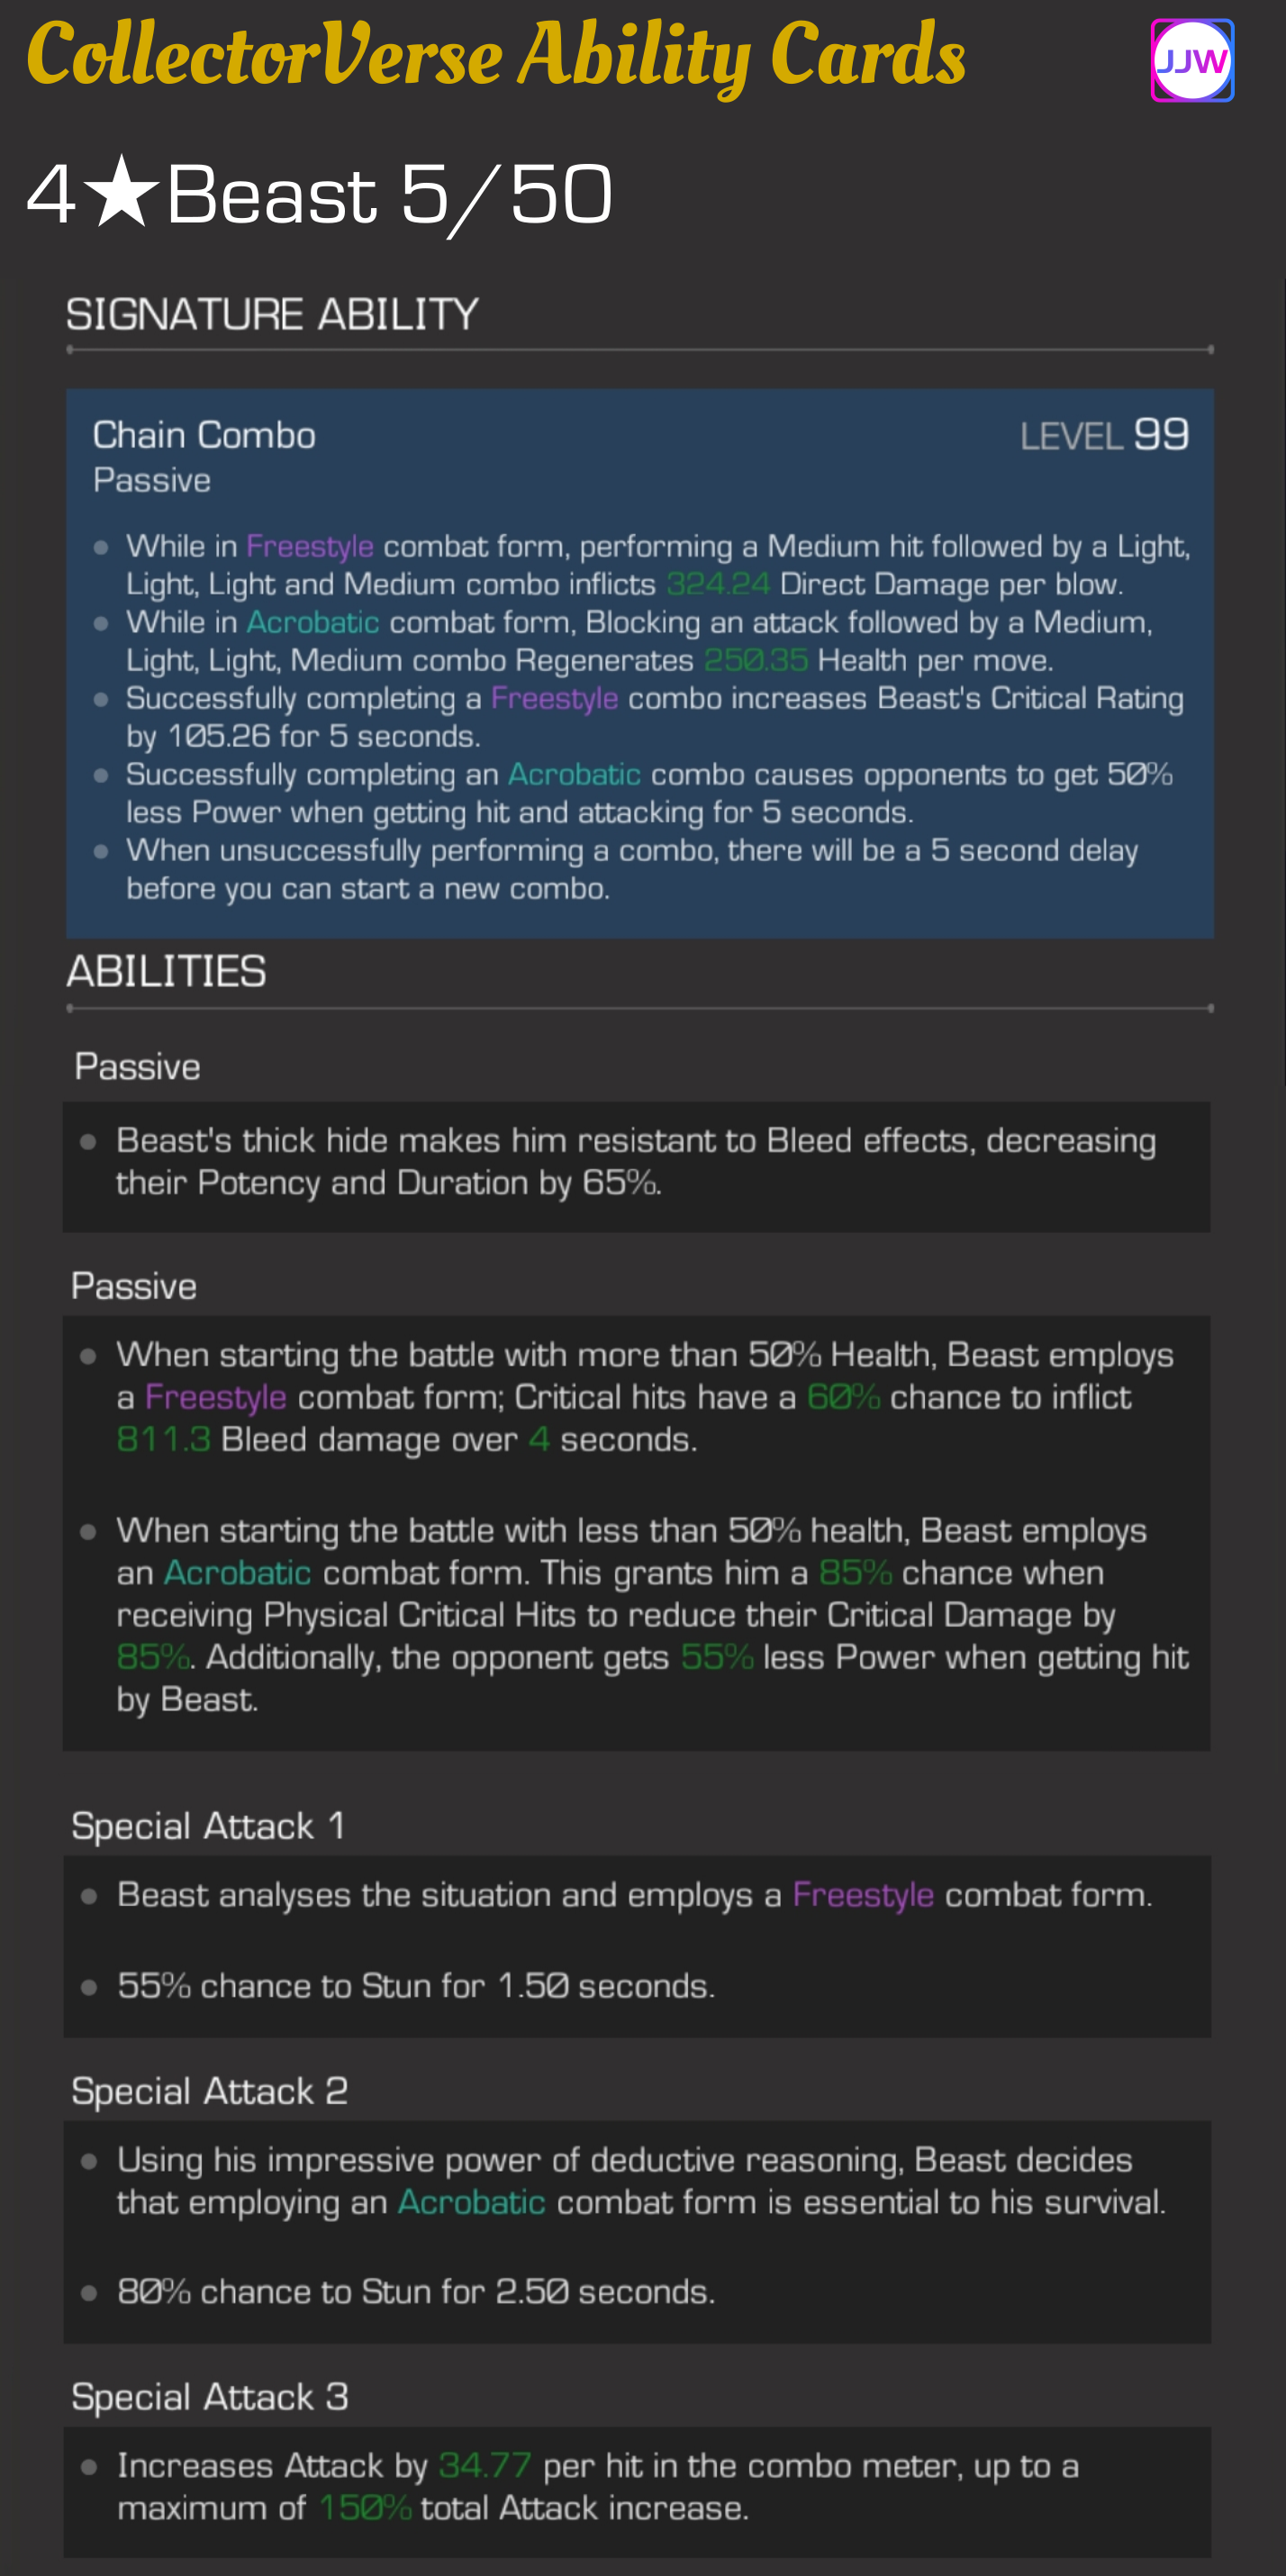 CollectorVerse Ability Cards
JJW
4★Beast 5/50
SIGNATURE ABILITY
Chain Combo
LEVEL 99
Passive
While in Freestyle combat form, performing a Medium hit followed by a Light,
Light, Light and Medium combo inflicts 324.24 Direct Damage per blow.
While in Acrobatic combat form, Blocking an attack followed by a Medium,
Light, Light, Medium combo Regenerates 250.35 Health per move.
Successfully completing a Freestyle combo increases Beast's Critical Rating
by 105.26 for 5 seconds.
Successfully completing an Acrobatic combo causes opponents to get 50%
less Power when getting hit and attacking for 5 seconds.
When unsuccessfully performing a combo, there will be a 5 second delay
before you can start a new combo.
ABILITIES
Passive
Beast's thick hide makes him resistant to Bleed effects, decreasing
their Potency and Duration by 65%.
Passive
When starting the battle with more than 50% Health, Beast employs
a Freestyle combat form; Critical hits have a 60% chance to inflict
811.3 Bleed damage over 4 seconds.
When starting the battle with less than 50% health, Beast employs
an Acrobatic combat form. This grants him a 85% chance when
receiving Physical Critical Hits to reduce their Critical Damage by
85%. Additionally, the opponent gets 55% less Power when getting hit
by Beast.
Special Attack 1
Beast analyses the situation and employs a Freestyle combat form.
55% chance to Stun for 1.50 seconds.
Special Attack 2
Using his impressive power of deductive reasoning, Beast decides
that employing an Acrobatic combat form is essential to his survival.
80% chance to Stun for 2.50 seconds.
Special Attack 3
Increases Attack by 34.77 per hit in the combo meter, up to a
maximum of 150% total Attack increase.